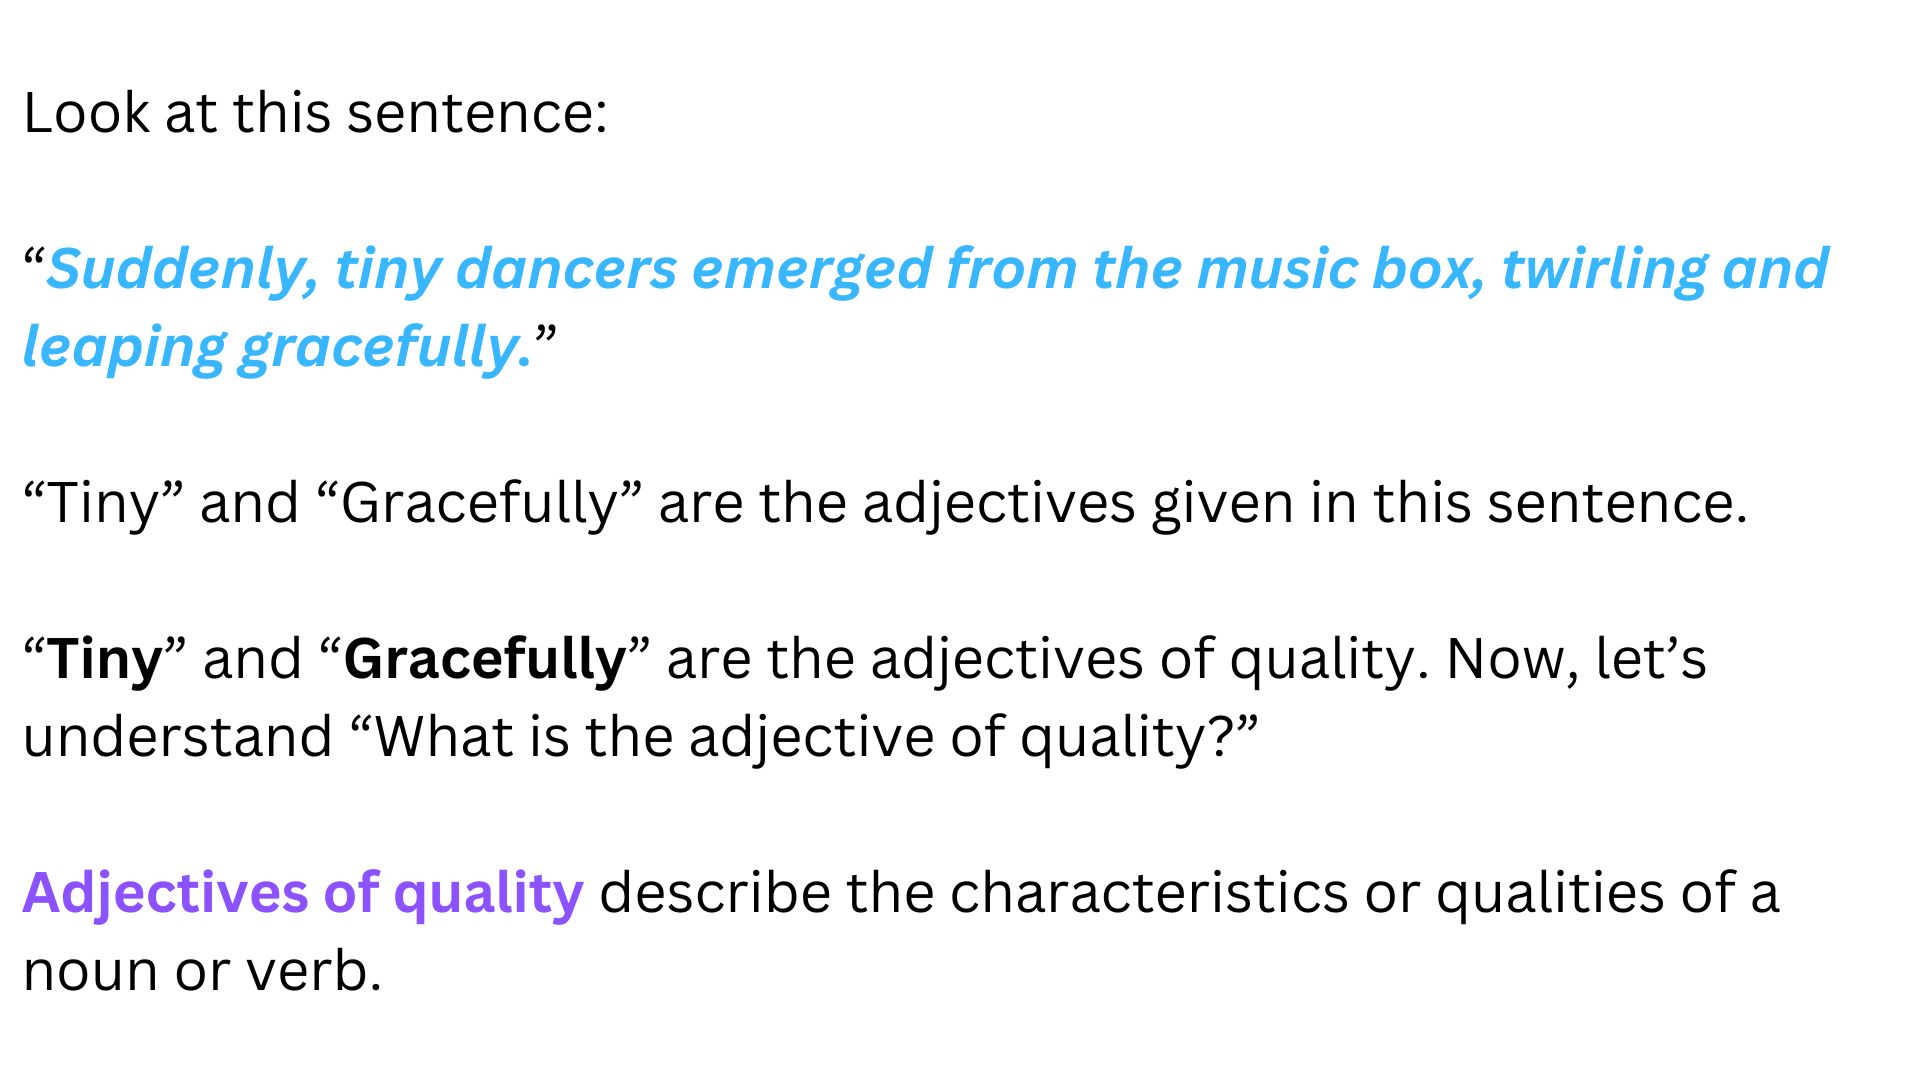 Look at this sentence:
“Suddenly, tiny dancers emerged from the music box, twirling and
leaping gracefully.”
“Tiny” and “Gracefully” are the adjectives given in this sentence.
“Tiny” and “Gracefully” are the adjectives of quality. Now, let’s
understand “What is the adjective of quality?”
Adjectives of quality describe the characteristics or qualities of a
noun or verb.